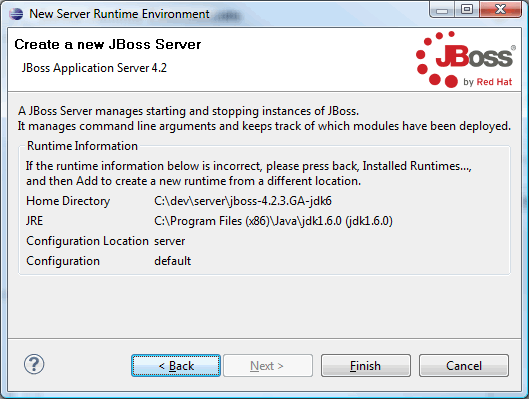 New Server Runtime Environment
Create a new JBoss Server
JBoss Application Server 4.2
JBoss
by Red Hat
A JBoss Server manages starting and stopping instances of JBoss.
It manages command line arguments and keeps track of which modules have been deployed.
Runtime Information
If the runtime information below is incorrect, please press back, Installed Runtimes...,
and then Add to create a new runtime from a different location.
Home Directory C:\dev\server\jboss-4.2.3.GA-jdk6
JRE C:\Program Files (x86)\Java\jdk1.6.0 (jdk1.6.0)
Configuration Location server
Configuration default
? < Back Next > Finish Cancel